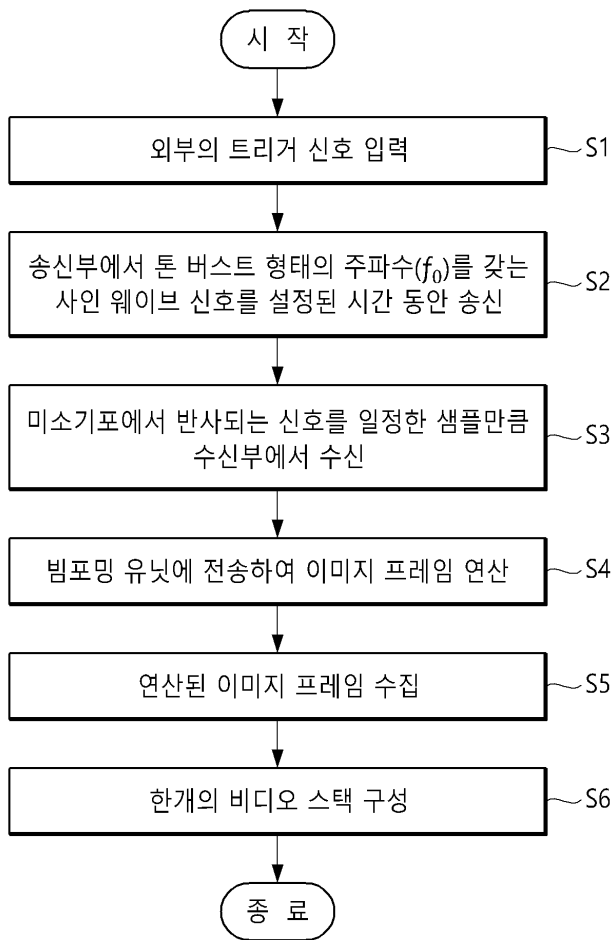 시 작
외부의 트리거 신호 입력
S1
송신부에서 톤 버스트 형태의 주파수(f₀)를 갖는
사인 웨이브 신호를 설정된 시간 동안 송신
S2
미소기포에서 반사되는 신호를 일정한 샘플만큼
수신부에서 수신
S3
빔포밍 유닛에 전송하여 이미지 프레임 연산
S4
연산된 이미지 프레임 수집
S5
한개의 비디오 스택 구성
S6
종 료